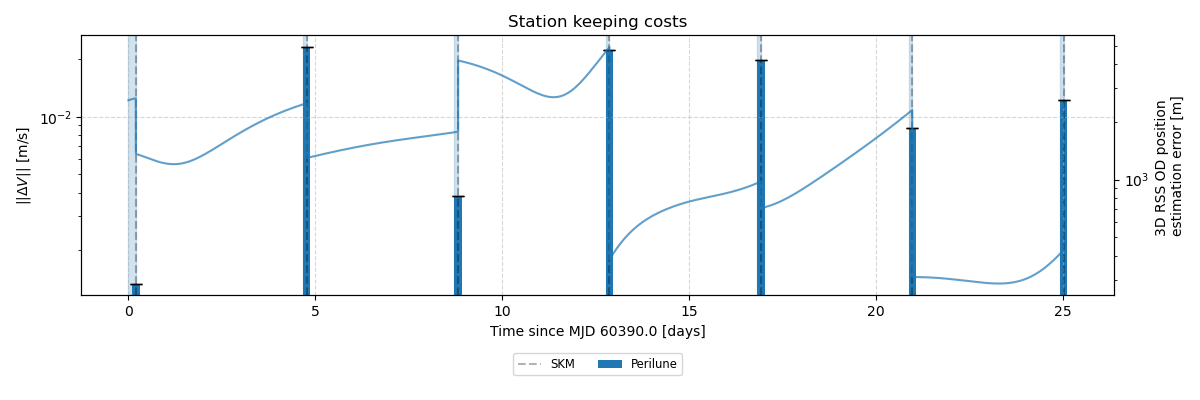 Station keeping costs
||ΔV|| [m/s]
10⁻²
10³
3D RSS OD position
estimation error [m]
0 5 10 15 20 25
Time since MJD 60390.0 [days]
SKM Perilune